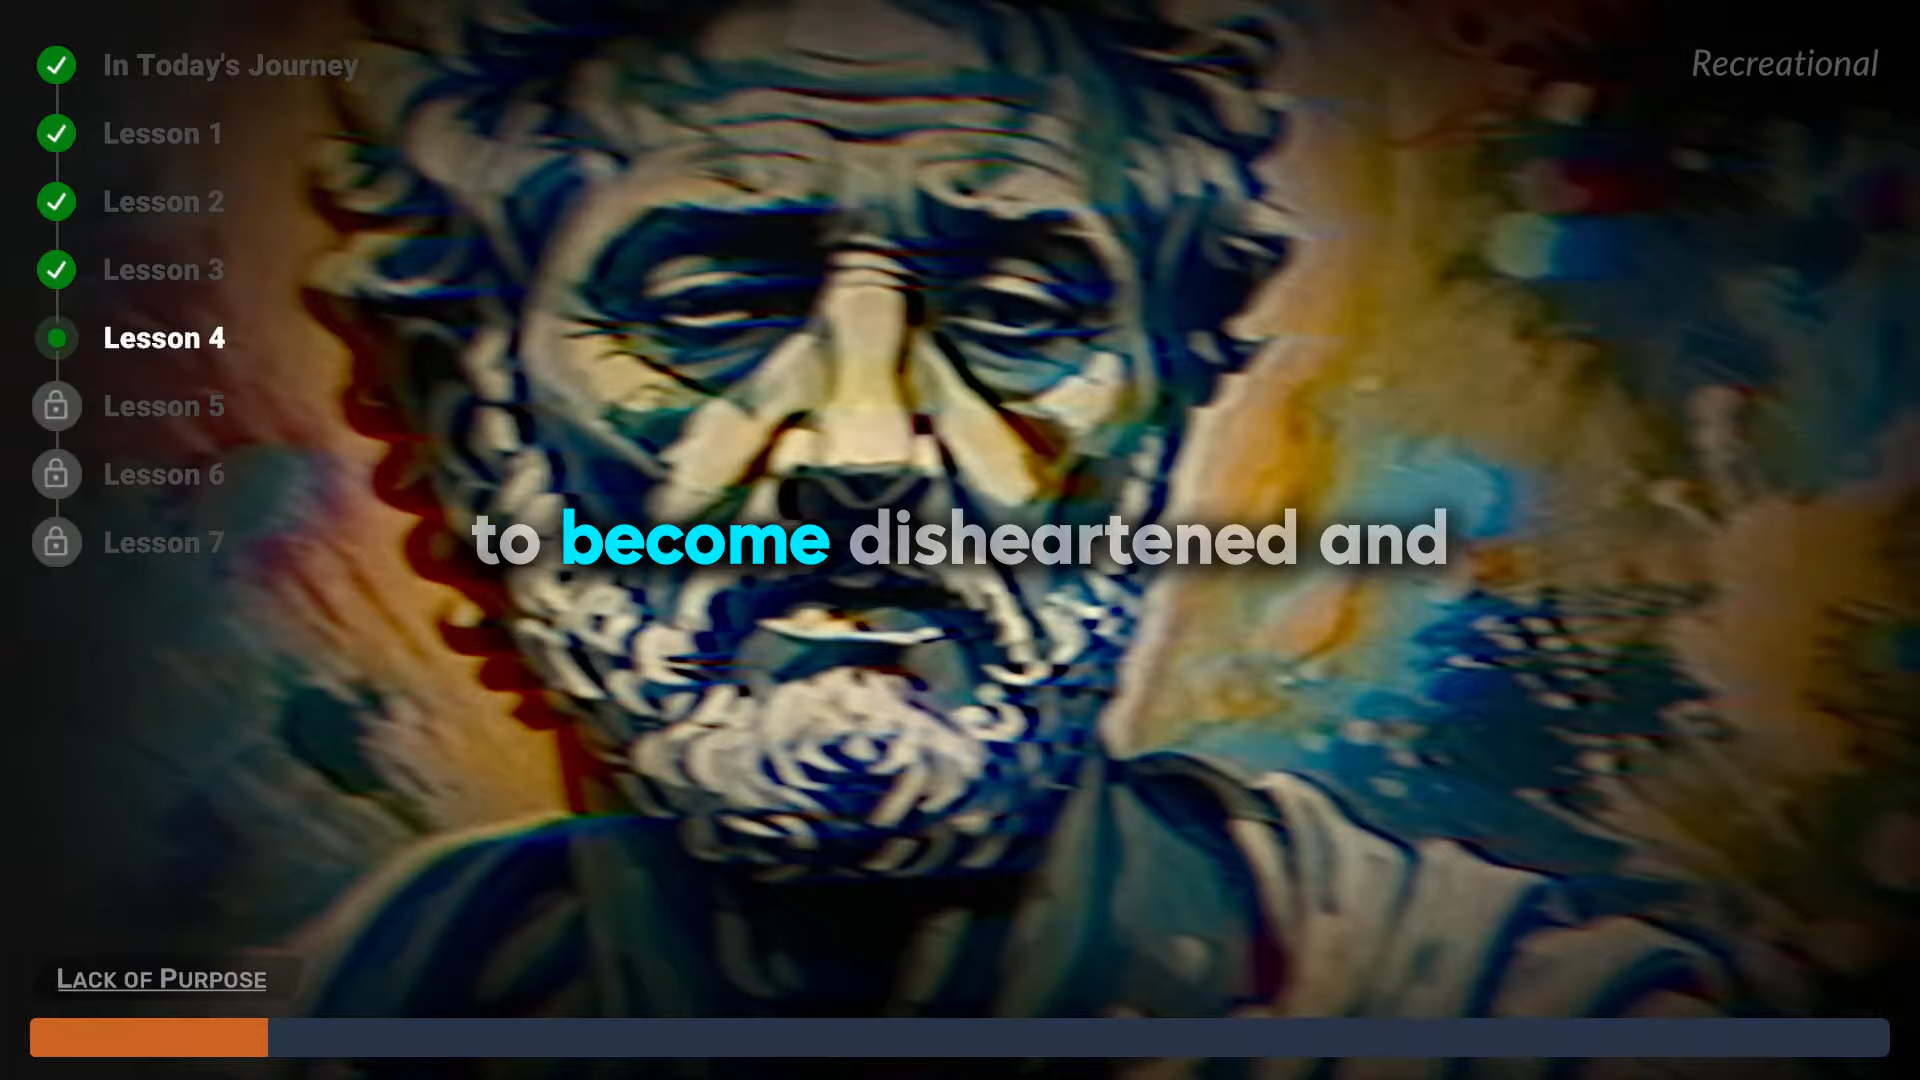 In Today's Journey
Recreational
Lesson 1
Lesson 2
Lesson 3
Lesson 4
Lesson 5
Lesson 6
Lesson 7
to become disheartened and
Lack of Purpose